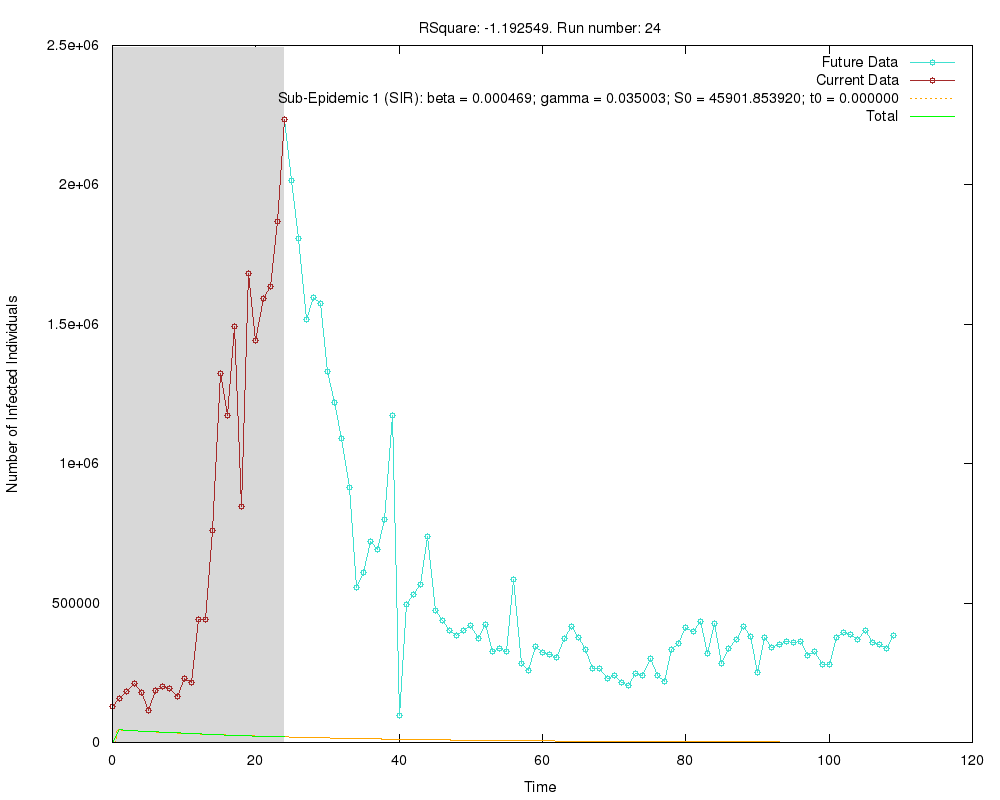 RSquare: -1.192549. Run number: 24
Future Data
Current Data
Sub-Epidemic 1 (SIR): beta = 0.000469; gamma = 0.035003; S0 = 45901.853920; t0 = 0.000000
Total
2.5e+06
2e+06
1.5e+06
1e+06
500000
0
Number of Infected Individuals
0 20 40 60 80 100 120
Time